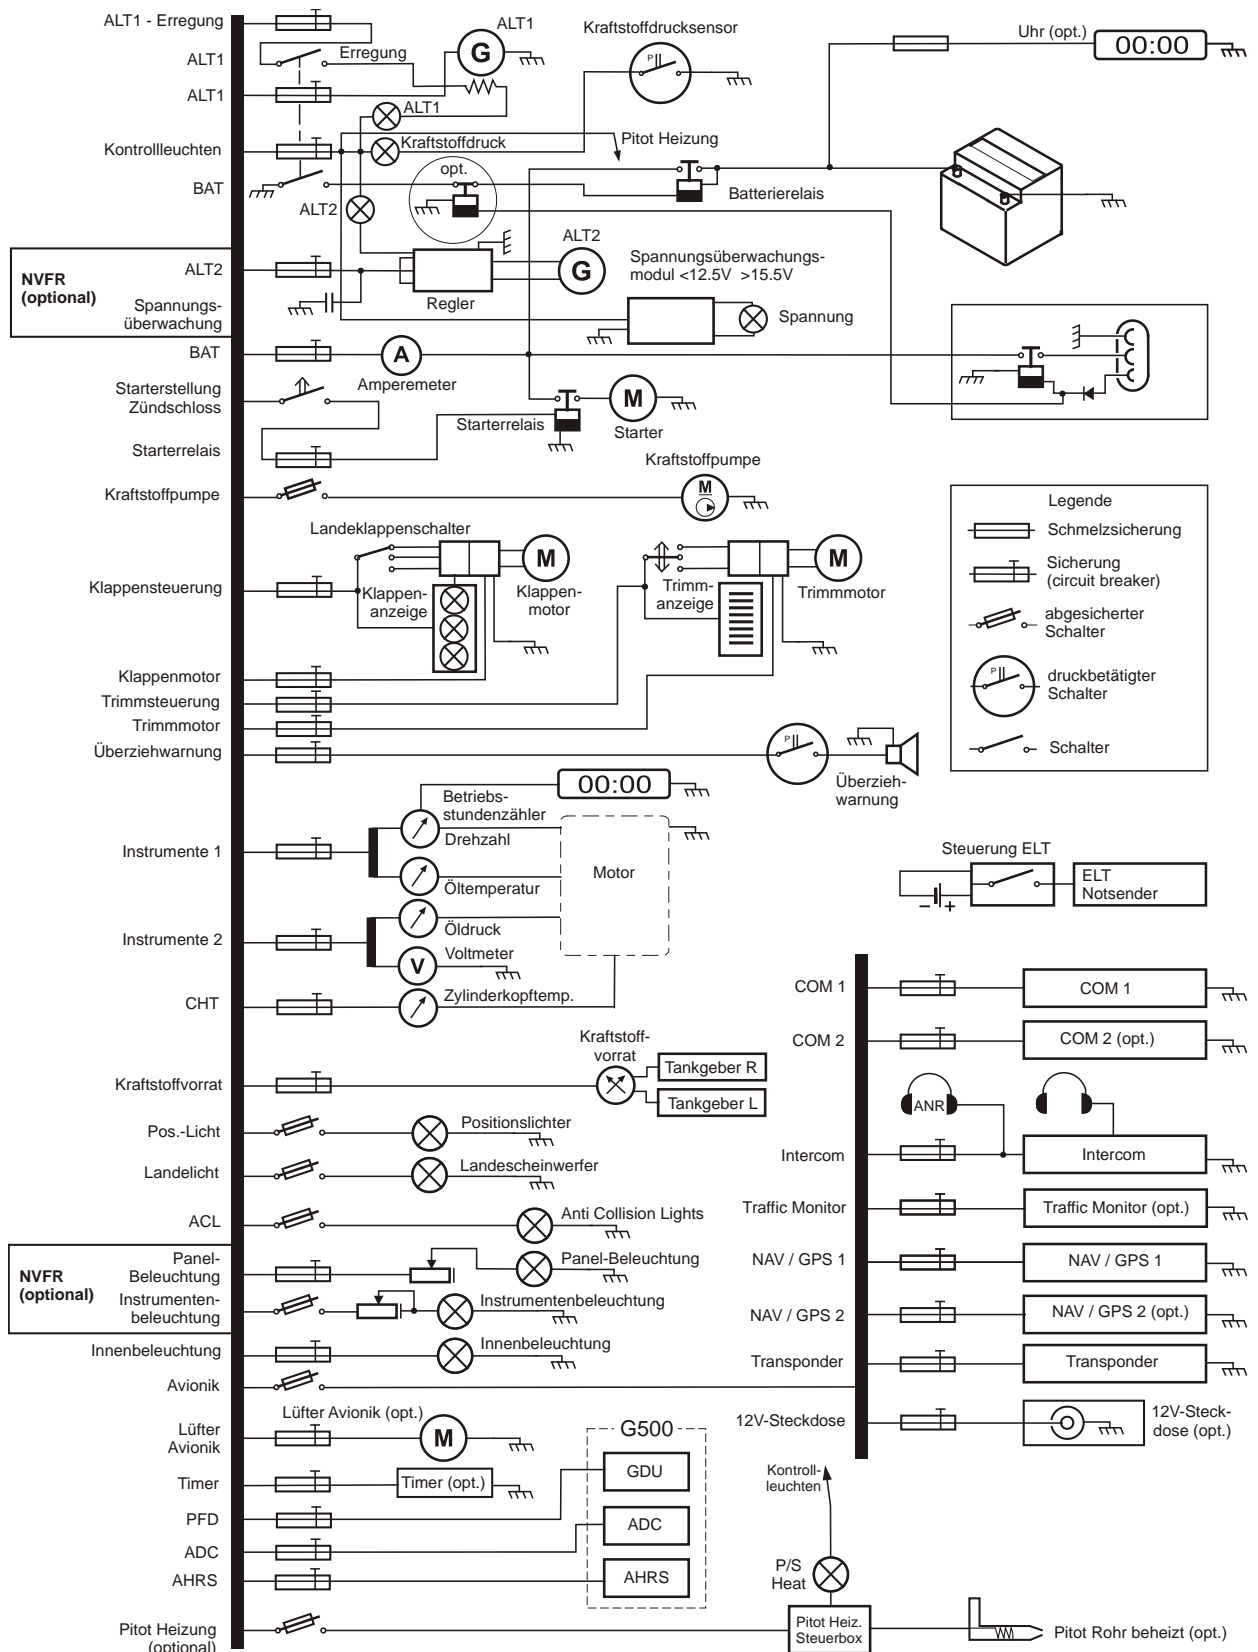 ALT1 - Erregung
ALT1
Erregung
ALT1
G
ALT1
ALT1
Kraftstoffdrucksensor
P
Uhr (opt.)
00:00
Kontrollleuchten
Kraftstoffdruck
Pitot Heizung
BAT
opt.
Batterierelais
ALT2
NVFR
(optional)
ALT2
Spannungs-
überwachung
Regler
ALT2
G
Spannungsüberwachungs-
modul <12.5V >15.5V
Spannung
BAT
A
Amperemeter
Starterstellung
Zündschloss
Starterrelais
M
Starter
Starterrelais
Kraftstoffpumpe
Kraftstoffpumpe
M
Landeklappenschalter
M
Klappen-
motor
Klappensteuerung
Klappen-
anzeige
Trimm-
anzeige
M
Trimmmotor
Klappenmotor
Trimmsteuerung
Trimmmotor
Überziehwarnung
P
Überzieh-
warnung
Legende
Schmelzsicherung
Sicherung
(circuit breaker)
abgesicherter
Schalter
P
druckbetätigter
Schalter
Schalter
00:00
Betriebs-
stundenzähler
Drehzahl
Instrumente 1
Öltemperatur
Motor
Instrumente 2
Öldruck
Voltmeter
V
CHT
Zylinderkopftemp.
Steuerung ELT
ELT
Notsender
– +
Kraftstoffvorrat
Kraftstoff-
vorrat
Tankgeber R
Tankgeber L
Pos.-Licht
Positionslichter
Landelicht
Landescheinwerfer
ACL
Anti Collision Lights
NVFR
(optional)
Panel-
Beleuchtung
Panel-Beleuchtung
Instrumenten-
beleuchtung
Instrumentenbeleuchtung
Innenbeleuchtung
Innenbeleuchtung
Avionik
Lüfter
Avionik
Lüfter Avionik (opt.)
M
Timer
Timer (opt.)
PFD
ADC
AHRS
G500
GDU
ADC
AHRS
Pitot Heizung
(optional)
COM 1
COM 1
COM 2
COM 2 (opt.)
ANR
Intercom
Intercom
Traffic Monitor
Traffic Monitor (opt.)
NAV / GPS 1
NAV / GPS 1
NAV / GPS 2
NAV / GPS 2 (opt.)
Transponder
Transponder
12V-Steckdose
12V-Steck-
dose (opt.)
Kontroll-
leuchten
P/S
Heat
Pitot Heiz.
Steuerbox
Pitot Rohr beheizt (opt.)